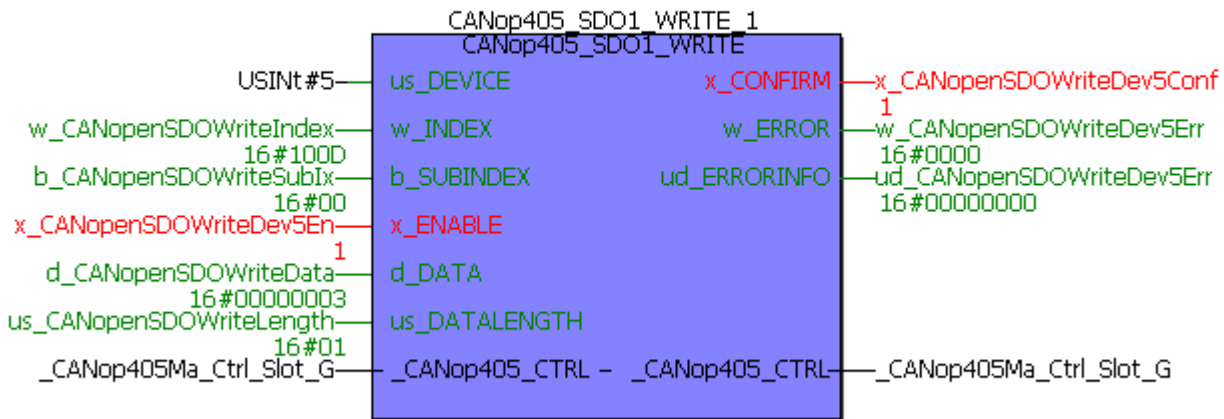 CANop405_SDO1_WRITE_1
CANop405_SDO1_WRITE
USINt#5 us_DEVICE x_CONFIRM x_CANopenSDOWriteDev5Conf
1
w_CANopenSDOWriteIndex w_INDEX w_ERROR w_CANopenSDOWriteDev5Err
16#100D 16#0000
b_CANopenSDOWriteSubIx b_SUBINDEX ud_ERRORINFO ud_CANopenSDOWriteDev5Err
16#00 16#00000000
x_CANopenSDOWriteDev5En x_ENABLE
1
d_CANopenSDOWriteData d_DATA
16#00000003
us_CANopenSDOWriteLength us_DATALENGTH
16#01
_CANop405Ma_Ctrl_Slot_G _CANop405_CTRL – _CANop405_CTRL _CANop405Ma_Ctrl_Slot_G